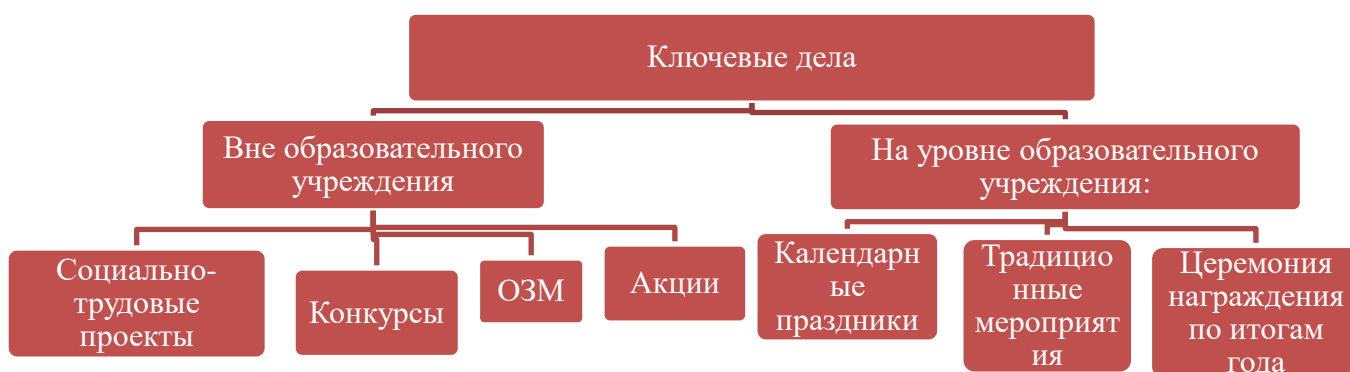 Ключевые дела
Вне образовательного
учреждения
На уровне образовательного
учреждения:
Социально-
трудовые
проекты
Конкурсы
ОЗМ
Акции
Календарн
ые
праздники
Традицио
нные
мероприят
ия
Церемония
награждения
по итогам
года